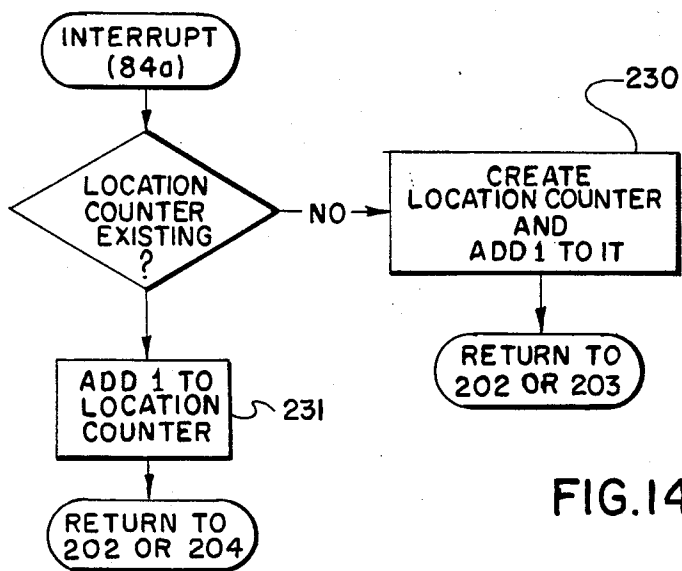 INTERRUPT
(84a)
LOCATION
COUNTER
EXISTING
?
NO
230
CREATE
LOCATION COUNTER
AND
ADD 1 TO IT
RETURN TO
202 OR 203
ADD 1 TO
LOCATION
COUNTER
231
RETURN TO
202 OR 204
FIG.14